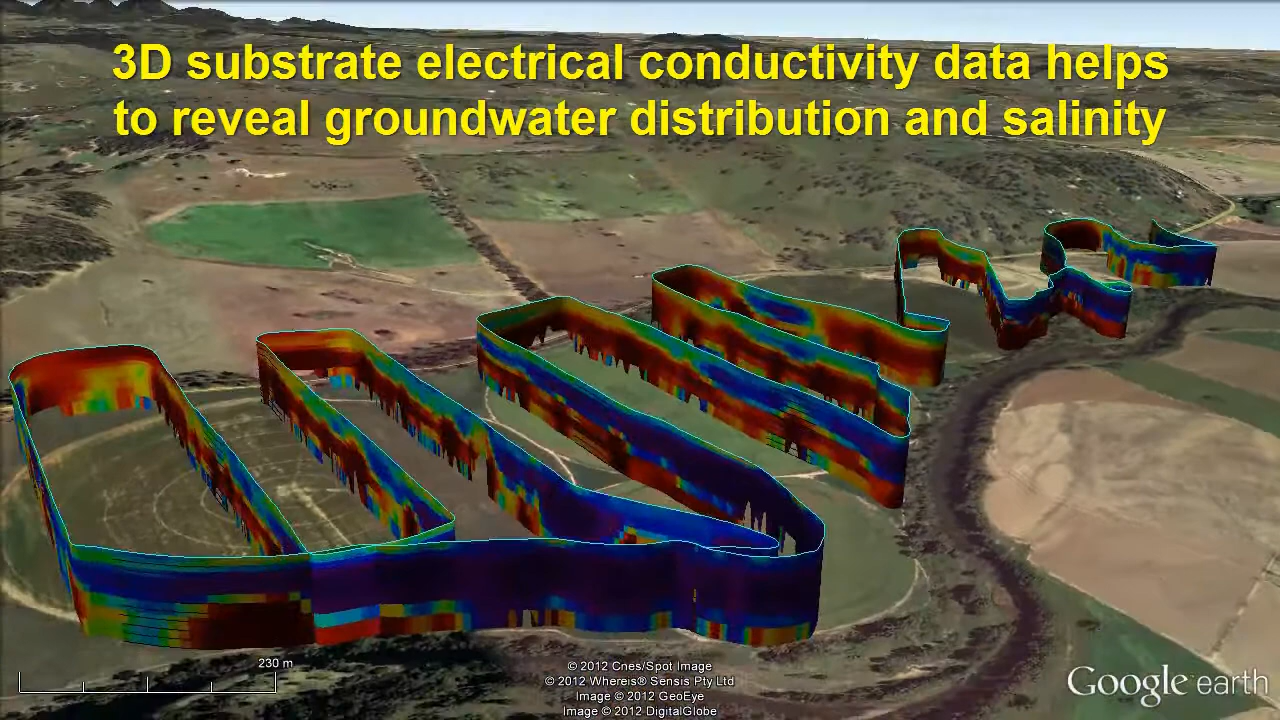 3D substrate electrical conductivity data helps
to reveal groundwater distribution and salinity
230 m
© 2012 Cnes/Spot Image
© 2012 Whereis® Sensis Pty Ltd
Image © 2012 GeoEye
Image © 2012 DigitalGlobe
Google earth